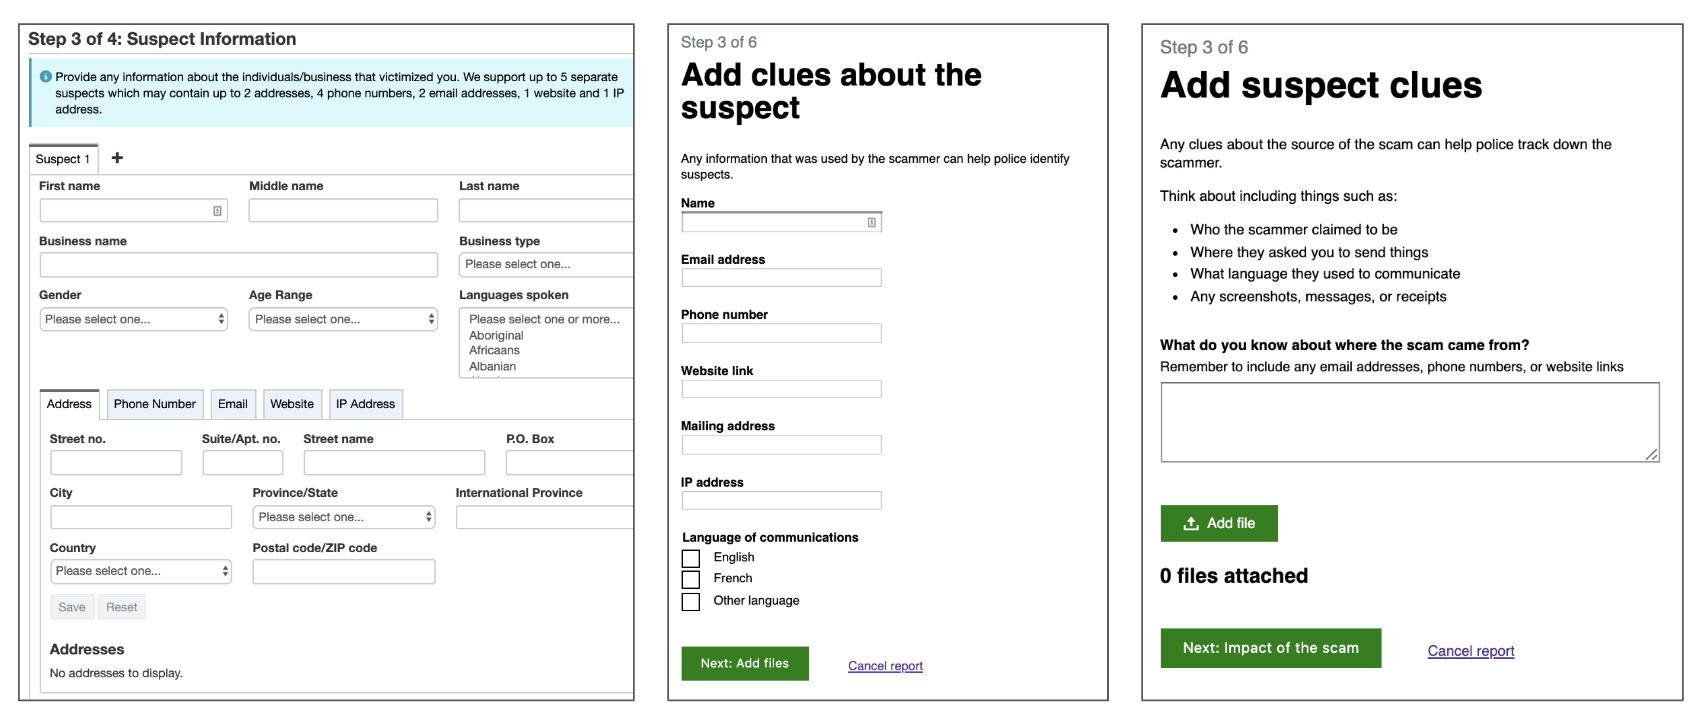 Step 3 of 4: Suspect Information
Provide any information about the individuals/business that victimized you. We support up to 5 separate
suspects which may contain up to 2 addresses, 4 phone numbers, 2 email addresses, 1 website and 1 IP
address.
Suspect 1 +
First name Middle name Last name
Business name Business type
Please select one...
Gender Age Range Languages spoken
Please select one... Please select one... Please select one or more...
Aboriginal
Africaans
Albanian
Address Phone Number Email Website IP Address
Street no. Suite/Apt. no. Street name P.O. Box
City Province/State International Province
Please select one...
Country Postal code/ZIP code
Please select one...
Save Reset
Addresses
No addresses to display.
Step 3 of 6
Add clues about the
suspect
Any information that was used by the scammer can help police identify
suspects.
Name
Email address
Phone number
Website link
Mailing address
IP address
Language of communications
English
French
Other language
Next: Add files Cancel report
Step 3 of 6
Add suspect clues
Any clues about the source of the scam can help police track down the
scammer.
Think about including things such as:
• Who the scammer claimed to be
• Where they asked you to send things
• What language they used to communicate
• Any screenshots, messages, or receipts
What do you know about where the scam came from?
Remember to include any email addresses, phone numbers, or website links
Add file
0 files attached
Next: Impact of the scam Cancel report